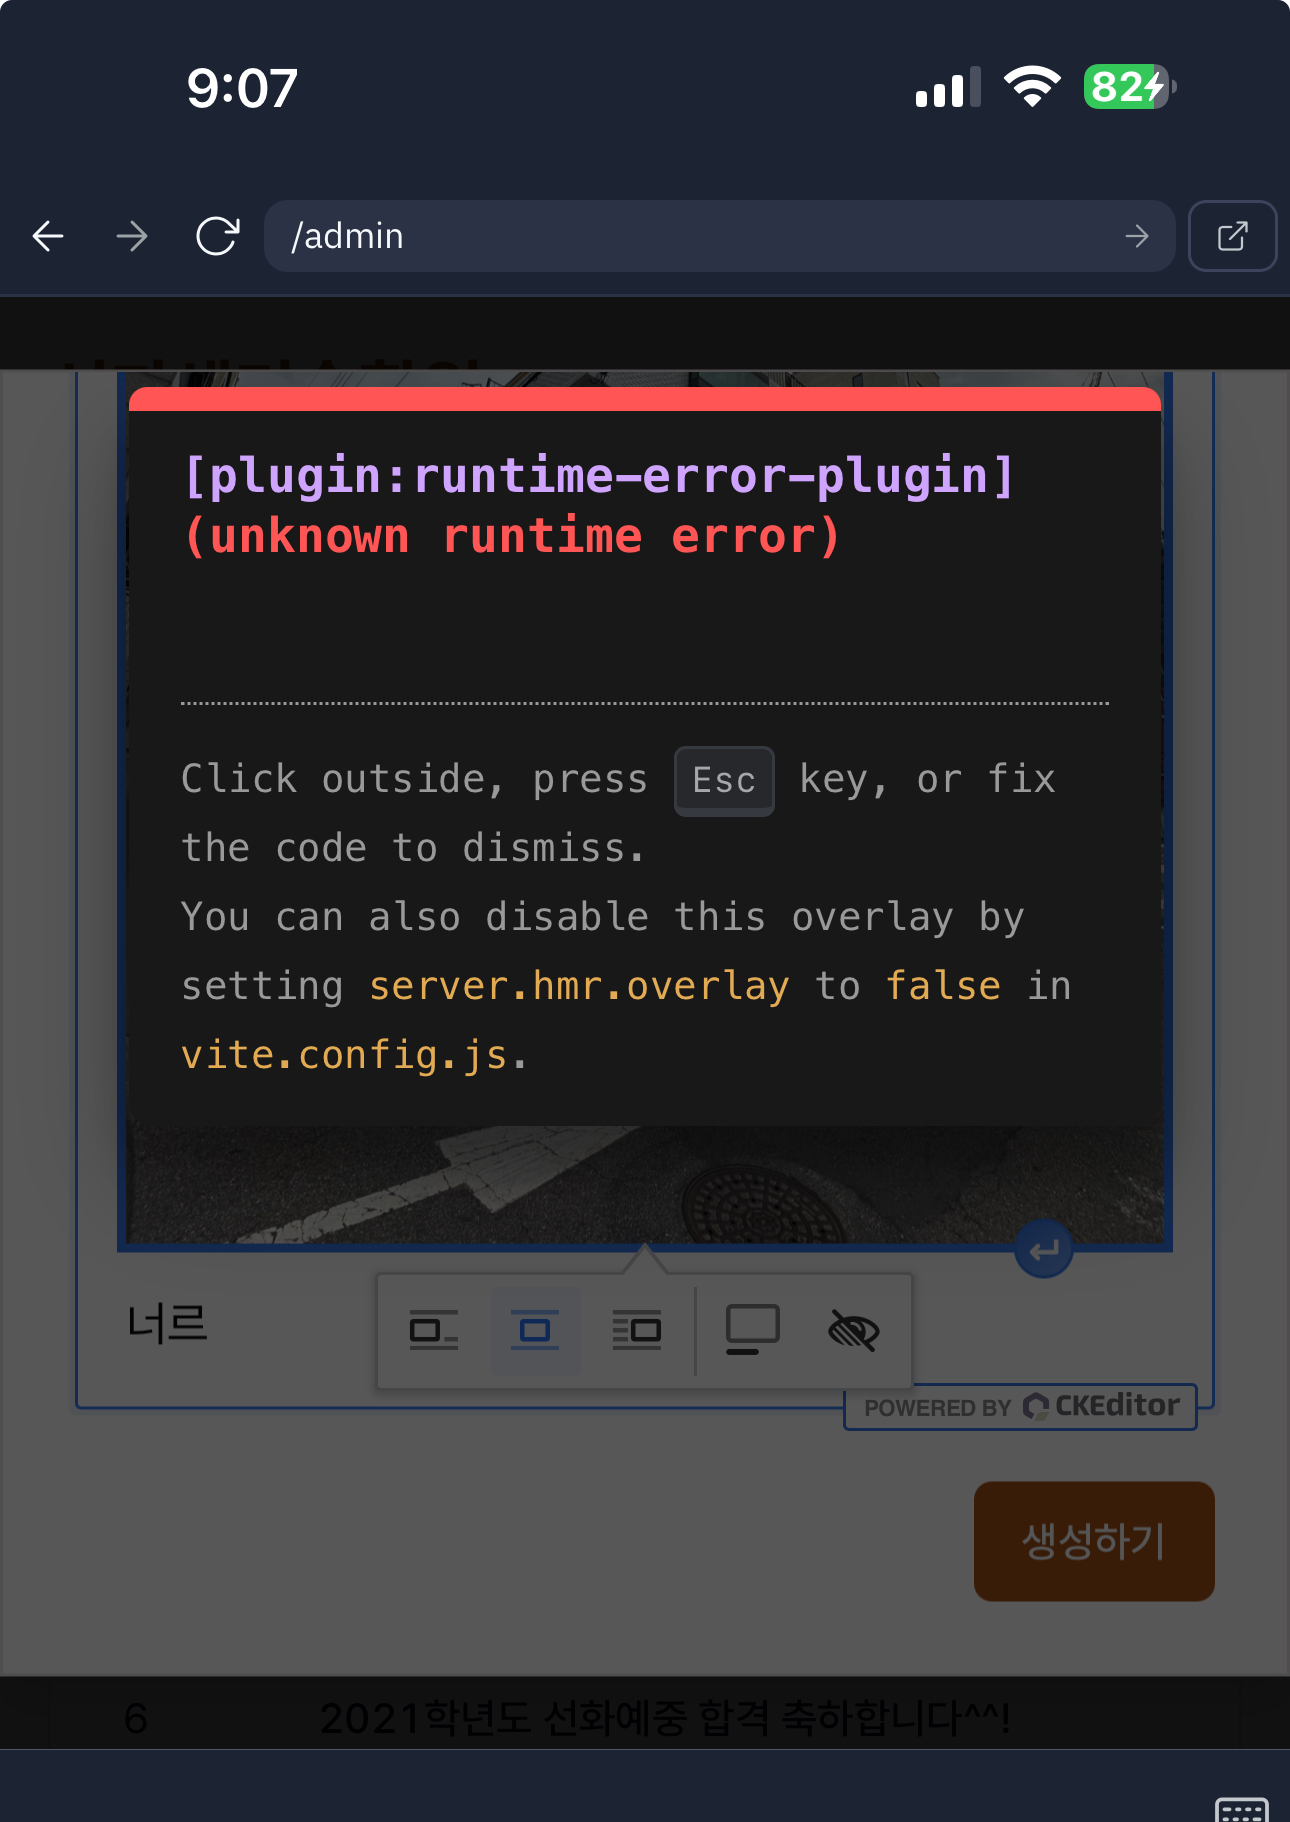 9:07
82
/admin
[plugin:runtime-error-plugin]
(unknown runtime error)
Click outside, press Esc key, or fix
the code to dismiss.
You can also disable this overlay by
setting server.hmr.overlay to false in
vite.config.js.
너르
POWERED BY CKEditor
생성하기
6 2021학년도 선화예중 합격 축하합니다^^!